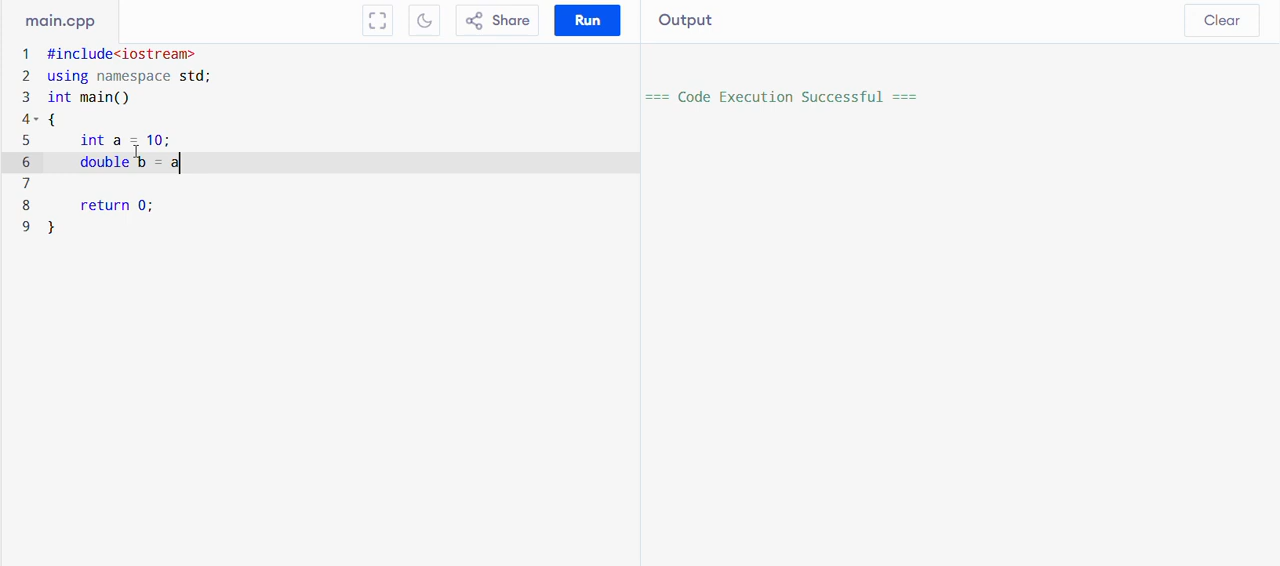 main.cpp
Share
Run
Output
Clear
1 #include<iostream>
2 using namespace std;
3 int main()
4 {
5 int a = 10;
6 double b = a
7
8 return 0;
9 }
=== Code Execution Successful ===